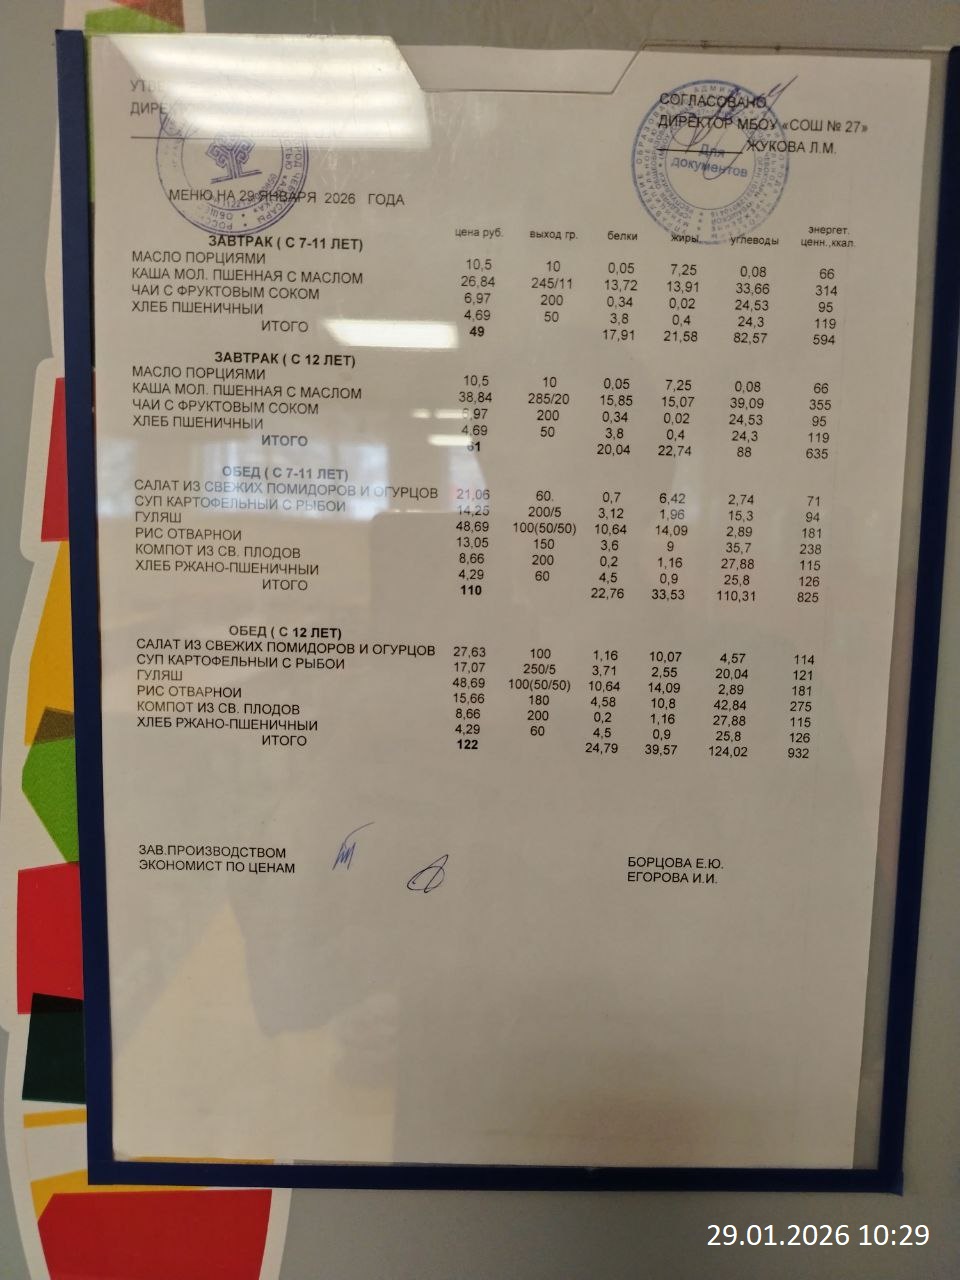 СОГЛАСОВАНО
ДИРЕКТОР МБОУ «СОШ № 27»
ЖУКОВА Л.М.
Для
документов
МЕНЮ НА 29 ЯНВАРЯ 2026 ГОДА
цена руб. выход гр. белки жиры углеводы энергет. ценн.,ккал.
ЗАВТРАК ( С 7-11 ЛЕТ)
МАСЛО ПОРЦИЯМИ 10,5 10 0,05 7,25 0,08 66
КАША МОЛ. ПШЕННАЯ С МАСЛОМ 26,84 245/11 13,72 13,91 33,66 314
ЧАИ С ФРУКТОВЫМ СОКОМ 6,97 200 0,34 0,02 24,53 95
ХЛЕБ ПШЕНИЧНЫЙ 4,69 50 3,8 0,4 24,3 119
ИТОГО 49 17,91 21,58 82,57 594
ЗАВТРАК ( С 12 ЛЕТ)
МАСЛО ПОРЦИЯМИ 10,5 10 0,05 7,25 0,08 66
КАША МОЛ. ПШЕННАЯ С МАСЛОМ 38,84 285/20 15,85 15,07 39,09 355
ЧАИ С ФРУКТОВЫМ СОКОМ 6,97 200 0,34 0,02 24,53 95
ХЛЕБ ПШЕНИЧНЫЙ 4,69 50 3,8 0,4 24,3 119
ИТОГО 61 20,04 22,74 88 635
ОБЕД ( С 7-11 ЛЕТ)
САЛАТ ИЗ СВЕЖИХ ПОМИДОРОВ И ОГУРЦОВ 21,06 60. 0,7 6,42 2,74 71
СУП КАРТОФЕЛЬНЫЙ С РЫБОЙ 14,25 200/5 3,12 1,96 15,3 94
ГУЛЯШ 48,69 100(50/50) 10,64 14,09 2,89 181
РИС ОТВАРНОИ 13,05 150 3,6 9 35,7 238
КОМПОТ ИЗ СВ. ПЛОДОВ 8,66 200 0,2 1,16 27,88 115
ХЛЕБ РЖАНО-ПШЕНИЧНЫЙ 4,29 60 4,5 0,9 25,8 126
ИТОГО 110 22,76 33,53 110,31 825
ОБЕД ( С 12 ЛЕТ)
САЛАТ ИЗ СВЕЖИХ ПОМИДОРОВ И ОГУРЦОВ 27,63 100 1,16 10,07 4,57 114
СУП КАРТОФЕЛЬНЫЙ С РЫБОИ 17,07 250/5 3,71 2,55 20,04 121
ГУЛЯШ 48,69 100(50/50) 10,64 14,09 2,89 181
РИС ОТВАРНОИ 15,66 180 4,58 10,8 42,84 275
КОМПОТ ИЗ СВ. ПЛОДОВ 8,66 200 0,2 1,16 27,88 115
ХЛЕБ РЖАНО-ПШЕНИЧНЫЙ 4,29 60 4,5 0,9 25,8 126
ИТОГО 122 24,79 39,57 124,02 932
ЗАВ.ПРОИЗВОДСТВОМ БОРЦОВА Е.Ю.
ЭКОНОМИСТ ПО ЦЕНАМ ЕГОРОВА И.И.
29.01.2026 10:29